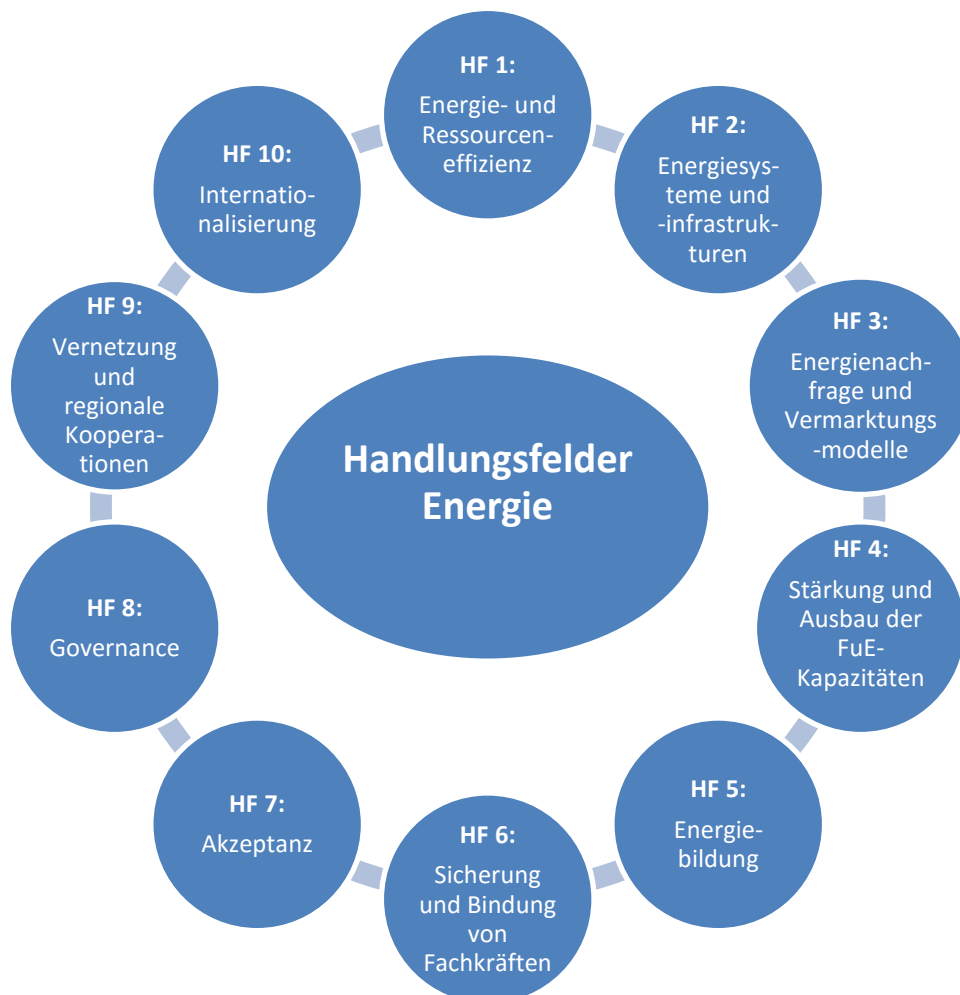 HF 1:
Energie- und
Ressourcen-
effizienz
HF 2:
Energiesys-
teme und
-infrastruk-
turen
HF 3:
Energienach-
frage und
Vermarktungs
-modelle
HF 4:
Stärkung und
Ausbau der
FuE-
Kapazitäten
HF 5:
Energie-
bildung
HF 6:
Sicherung
und Bindung
von
Fachkräften
HF 7:
Akzeptanz
HF 8:
Governance
HF 9:
Vernetzung
und
regionale
Koopera-
tionen
HF 10:
Internatio-
nalisierung
Handlungsfelder
Energie